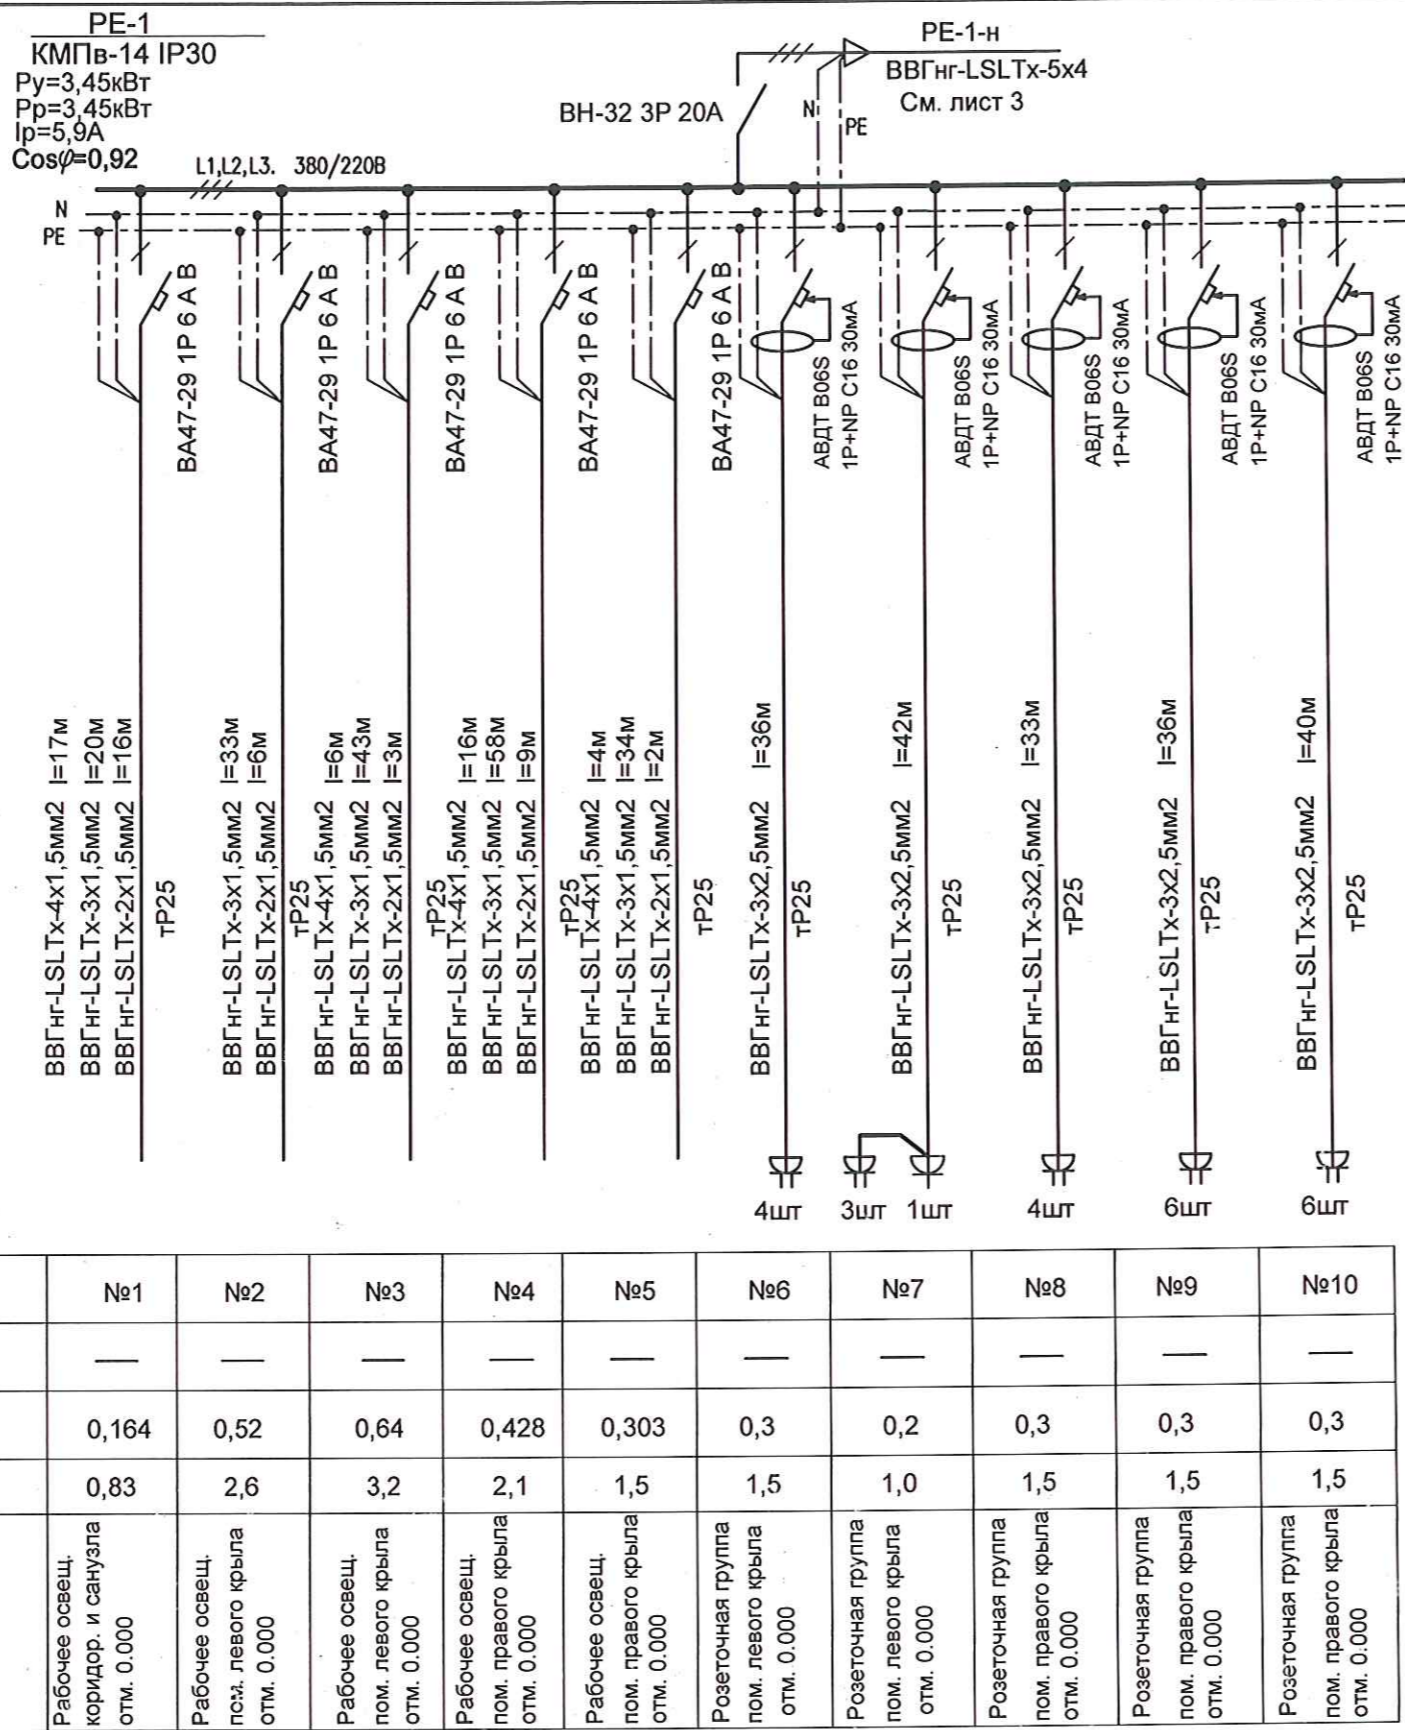 PE-1
КМПв-14 IP30
Ру=3,45кВт
Рр=3,45кВт
Iр=5,9А
Cosφ=0,92
L1,L2,L3. 380/220В
ВН-32 3Р 20А
PE-1-н
ВВГнг-LSLTx-5x4
См. лист 3
N
PE
N
PE
ВА47-29 1Р 6 А В
ВА47-29 1Р 6 А В
ВА47-29 1Р 6 А В
ВА47-29 1Р 6 А В
ВА47-29 1Р 6 А В
АВДТ B06S
1P+NP C16 30мА
АВДТ B06S
1P+NP C16 30мА
АВДТ B06S
1P+NP C16 30мА
АВДТ B06S
1P+NP C16 30мА
АВДТ B06S
1P+NP C16 30мА
ВВГнг-LSLTx-4x1,5мм2 l=17м
ВВГнг-LSLTx-3x1,5мм2 l=20м
ВВГнг-LSLTx-2x1,5мм2 l=16м
тР25
ВВГнг-LSLTx-3x1,5мм2 l=33м
ВВГнг-LSLTx-2x1,5мм2 l=6м
тР25
ВВГнг-LSLTx-4x1,5мм2 l=6м
ВВГнг-LSLTx-3x1,5мм2 l=43м
ВВГнг-LSLTx-2x1,5мм2 l=3м
тР25
ВВГнг-LSLTx-4x1,5мм2 l=16м
ВВГнг-LSLTx-3x1,5мм2 l=58м
ВВГнг-LSLTx-2x1,5мм2 l=9м
тР25
ВВГнг-LSLTx-4x1,5мм2 l=4м
ВВГнг-LSLTx-3x1,5мм2 l=34м
ВВГнг-LSLTx-2x1,5мм2 l=2м
тР25
ВВГнг-LSLTx-3x2,5мм2 l=36м
тР25
ВВГнг-LSLTx-3x2,5мм2 l=42м
тР25
ВВГнг-LSLTx-3x2,5мм2 l=33м
тР25
ВВГнг-LSLTx-3x2,5мм2 l=36м
тР25
ВВГнг-LSLTx-3x2,5мм2 l=40м
тР25
4шт 3шт 1шт 4шт 6шт 6шт
№1 №2 №3 №4 №5 №6 №7 №8 №9 №10
— — — — — — — — — —
0,164 0,52 0,64 0,428 0,303 0,3 0,2 0,3 0,3 0,3
0,83 2,6 3,2 2,1 1,5 1,5 1,0 1,5 1,5 1,5
Рабочее освещ.
коридор. и санузла
отм. 0.000
Рабочее освещ.
пом. левого крыла
отм. 0.000
Рабочее освещ.
пом. левого крыла
отм. 0.000
Рабочее освещ.
пом. правого крыла
отм. 0.000
Рабочее освещ.
пом. правого крыла
отм. 0.000
Розеточная группа
пом. левого крыла
отм. 0.000
Розеточная группа
пом. левого крыла
отм. 0.000
Розеточная группа
пом. правого крыла
отм. 0.000
Розеточная группа
пом. правого крыла
отм. 0.000
Розеточная группа
пом. правого крыла
отм. 0.000